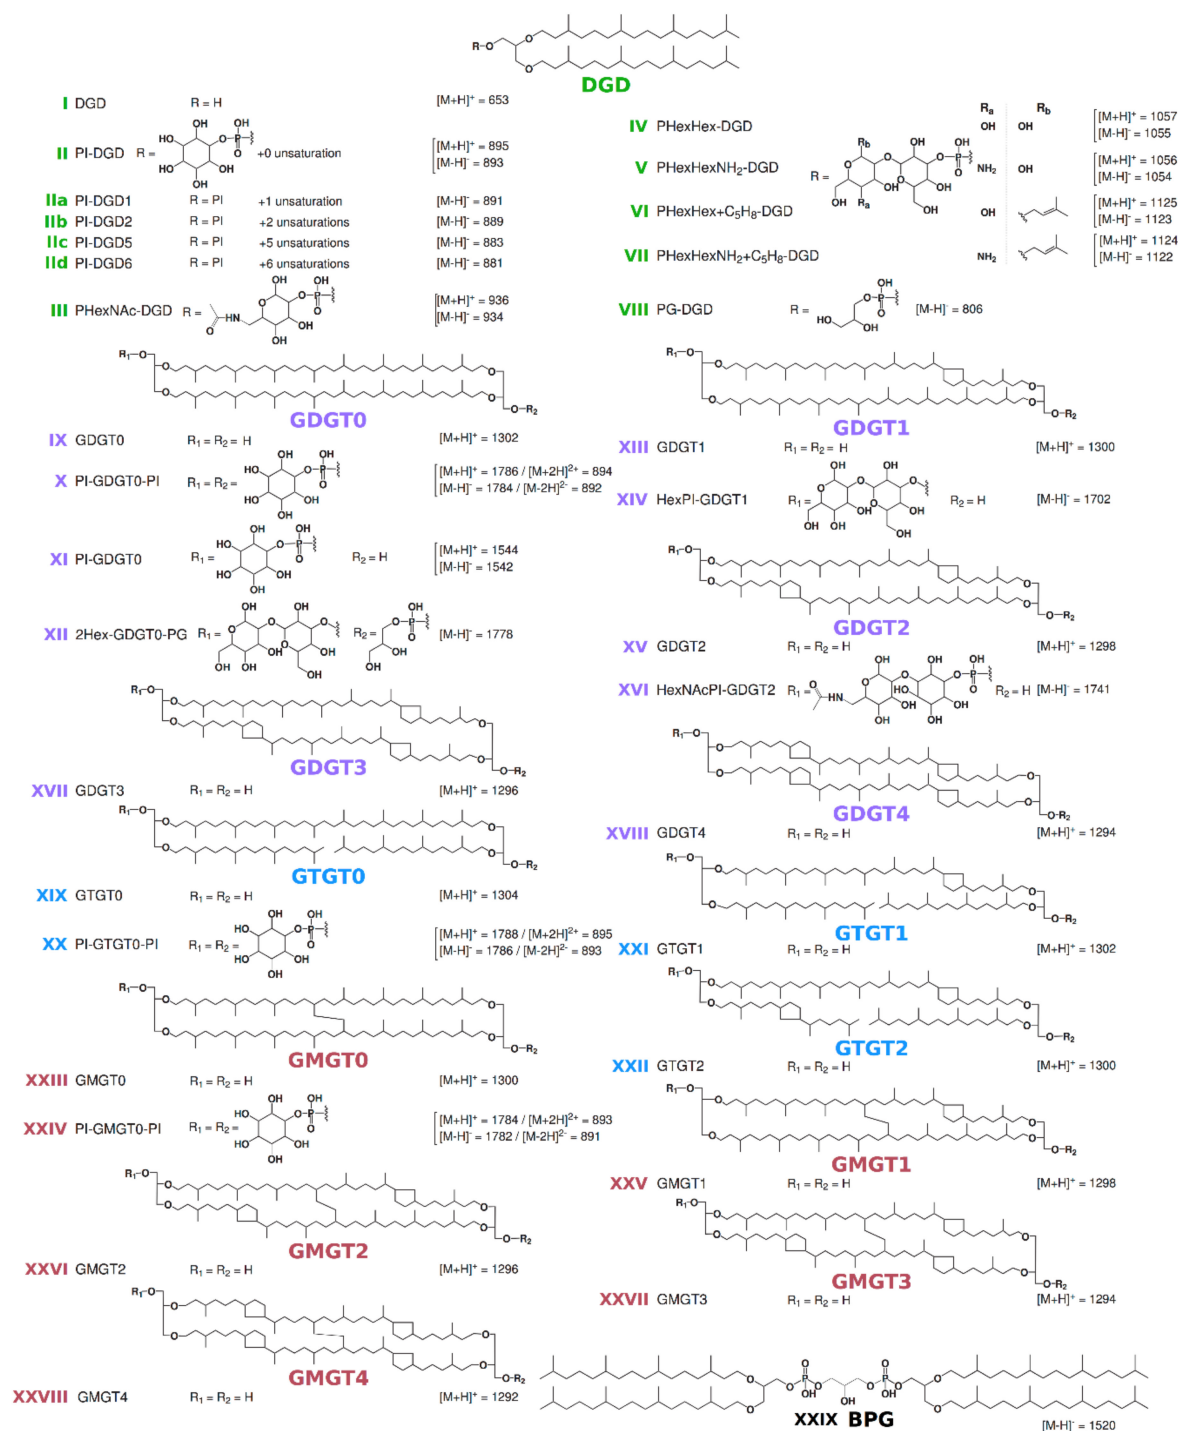 DGD
I DGD R = H [M+H]⁺ = 653
II PI-DGD R = +0 unsaturation [M+H]⁺ = 895
[M-H]⁻ = 893
IIa PI-DGD1 R = PI +1 unsaturation [M-H]⁻ = 891
IIb PI-DGD2 R = PI +2 unsaturations [M-H]⁻ = 889
IIc PI-DGD5 R = PI +5 unsaturations [M-H]⁻ = 883
IId PI-DGD6 R = PI +6 unsaturations [M-H]⁻ = 881
III PHexNAc-DGD R = [M+H]⁺ = 936
[M-H]⁻ = 934
Ra Rb
IV PHexHex-DGD OH OH [M+H]⁺ = 1057
[M-H]⁻ = 1055
V PHexHexNH₂-DGD R = NH₂ OH [M+H]⁺ = 1056
[M-H]⁻ = 1054
VI PHexHex+C₅H₈-DGD OH [M+H]⁺ = 1125
[M-H]⁻ = 1123
VII PHexHexNH₂+C₅H₈-DGD NH₂ [M+H]⁺ = 1124
[M-H]⁻ = 1122
VIII PG-DGD R = [M-H]⁻ = 806
GDGT0
IX GDGT0 R₁ = R₂ = H [M+H]⁺ = 1302
X PI-GDGT0-PI R₁ = R₂ = [M+H]⁺ = 1786 / [M+2H]²⁺ = 894
[M-H]⁻ = 1784 / [M-2H]²⁻ = 892
XI PI-GDGT0 R₁ = R₂ = H [M+H]⁺ = 1544
[M-H]⁻ = 1542
XII 2Hex-GDGT0-PG R₁ = R₂ = [M-H]⁻ = 1778
GDGT1
XIII GDGT1 R₁ = R₂ = H [M+H]⁺ = 1300
XIV HexPI-GDGT1 R₁ = R₂ = H [M-H]⁻ = 1702
GDGT2
XV GDGT2 R₁ = R₂ = H [M+H]⁺ = 1298
XVI HexNAcPI-GDGT2 R₁ = R₂ = H [M-H]⁻ = 1741
GDGT3
XVII GDGT3 R₁ = R₂ = H [M+H]⁺ = 1296
GDGT4
XVIII GDGT4 R₁ = R₂ = H [M+H]⁺ = 1294
GTGT0
XIX GTGT0 R₁ = R₂ = H [M+H]⁺ = 1304
XX PI-GTGT0-PI R₁ = R₂ = [M+H]⁺ = 1788 / [M+2H]²⁺ = 895
[M-H]⁻ = 1786 / [M-2H]²⁻ = 893
GTGT1
XXI GTGT1 R₁ = R₂ = H [M+H]⁺ = 1302
GTGT2
XXII GTGT2 R₁ = R₂ = H [M+H]⁺ = 1300
GMGT0
XXIII GMGT0 R₁ = R₂ = H [M+H]⁺ = 1300
XXIV PI-GMGT0-PI R₁ = R₂ = [M+H]⁺ = 1784 / [M+2H]²⁺ = 893
[M-H]⁻ = 1782 / [M-2H]²⁻ = 891
GMGT1
XXV GMGT1 R₁ = R₂ = H [M+H]⁺ = 1298
GMGT2
XXVI GMGT2 R₁ = R₂ = H [M+H]⁺ = 1296
GMGT3
XXVII GMGT3 R₁ = R₂ = H [M+H]⁺ = 1294
GMGT4
XXVIII GMGT4 R₁ = R₂ = H [M+H]⁺ = 1292
XXIX BPG
[M-H]⁻ = 1520